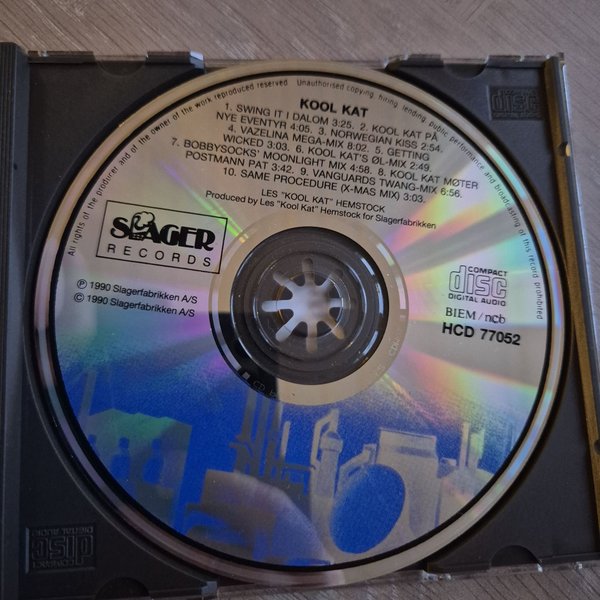 All rights of the producer and of the owner of the work reproduced reserved. Unauthorised copying, hiring, lending, public performance and broadcasting of this record prohibited
KOOL KAT
1. SWING IT I DALOM 3:25. 2. KOOL KAT PÅ
NYE EVENTYR 4:05. 3. NORWEGIAN KISS 2:54.
4. VAZELINA MEGA-MIX 8:02. 5. GETTING
WICKED 3:03. 6. KOOL KAT'S ØL-MIX 2:49.
7. BOBBYSOCKS' MOONLIGHT MIX 4:58. 8. KOOL KAT MØTER
POSTMANN PAT 3:42. 9. VANGUARDS TWANG-MIX 6:56.
10. SAME PROCEDURE (X-MAS MIX) 3:03.
LES "KOOL KAT" HEMSTOCK
Produced by Les "Kool Kat" Hemstock for Slagerfabrikken
SLAGER
RECORDS
℗ 1990 Slagerfabrikken A/S
© 1990 Slagerfabrikken A/S
COMPACT
disc
DIGITAL AUDIO
BIEM / ncb
HCD 77052
disc
COMPACT
disc
DIGITAL AUDIO